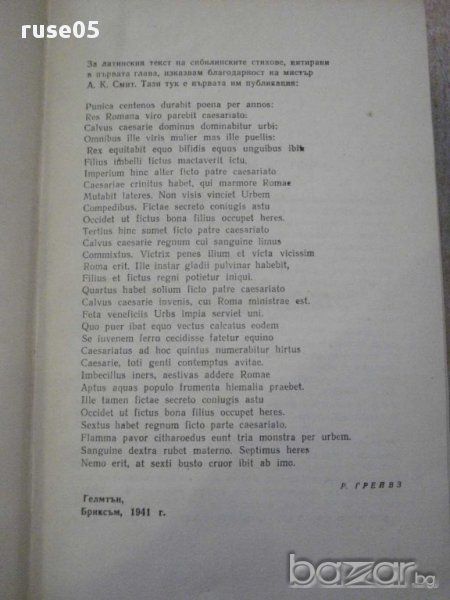 ruse05
За латинския текст на сибилинските стихове, цитирани
в първата глава, изказвам благодарност на мистър
А. К. Смит. Тази тук е първата им публикация:
Punica centenos durabit poena per annos:
Res Romana viro parebit caesariato:
Calvus caesarie dominus dominabitur urbi:
Omnibus ille viris mulier mas ille puellis:
Rex equitabit equo bifidis equus unguibus ibit
Filius imbelli fictus mactaverit ictu.
Imperium hinc alter ficto patre caesariato
Caesariae crinitus habet, qui marmore Romae
Mutabit lateres. Non visis vinciet Urbem
Compedibus. Fictae secreto coniugis astu
Occidet ut fictus bona filius occupet heres.
Tertius hinc sumet ficto patre caesariato
Calvus caesarie regnum cui sanguine limus
Commixtus. Victrix penes ilium et victa vicissim
Roma erit. Ille instar gladii pulvinar habebit,
Filius et fictus regni potietur iniqui.
Quartus habet solium ficto patre caesariato
Calvus caesarie invenis, cui Roma ministrae est.
Feta veneficiis Urbs impia serviet uni.
Quo puer ibat equo vectus calcatus eodem
Se iuvenem ferro cecidisse fatetur equino
Caesariatus ad hoc quintus numerabitur hirtus
Caesarie, toti genti contemptus avitae.
Imbecillus iners, aestivas addere Romae
Aptus aquas populo frumenta hiemalia praebet.
Ille tamen fictae secreto coniugis astu
Occidet ut fictus bona filius occupet heres.
Sextus habet regnum ficto parte caesariato.
Flamma pavor citharoedus eunt tria monstra per urbem.
Sanguine dextra rubet materno. Septimus heres
Nemo erit, at sexti busto cruor ibit ab imo.
Р. ГРЕЙВЗ
Гелмтън,
Бриксъм, 1941 г.
bazar.bg